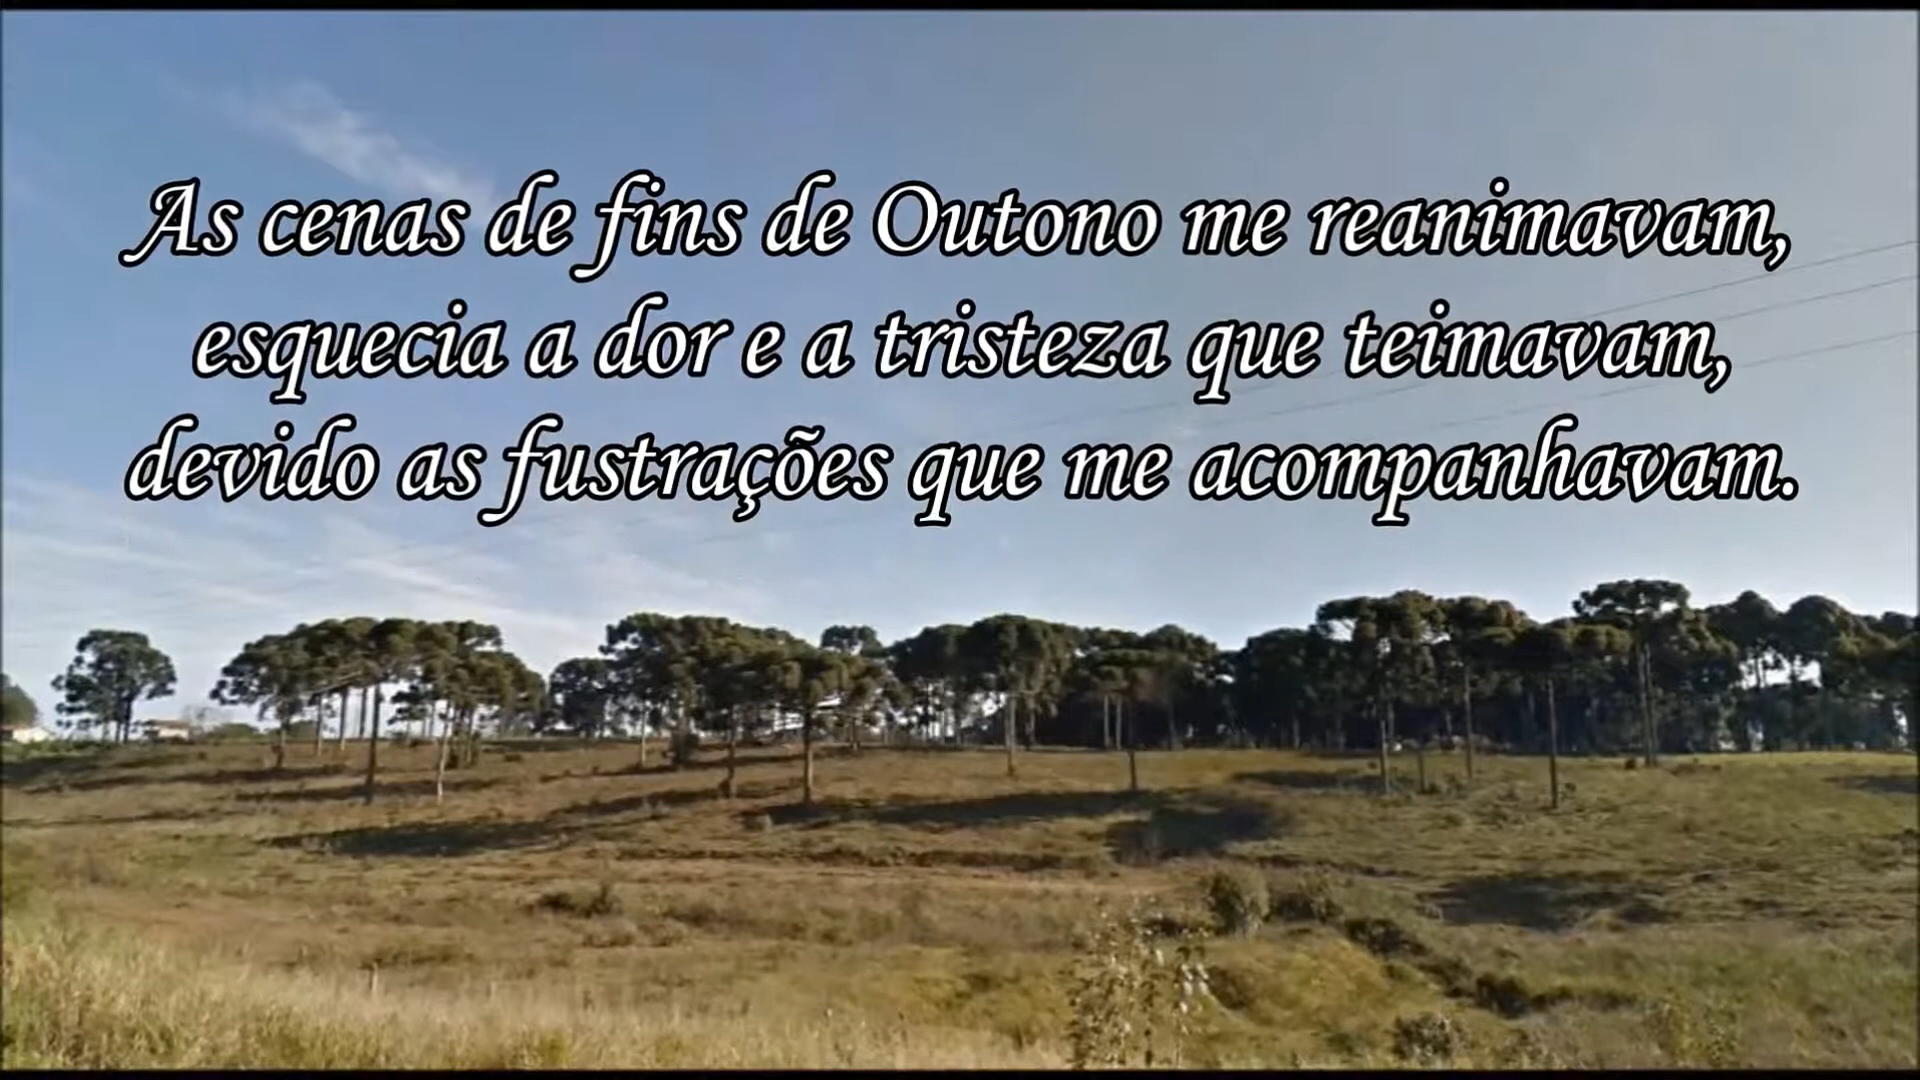 As cenas de fins de Outono me reanimavam,
esquecia a dor e a tristeza que teimavam,
devido as fustrações que me acompanhavam.